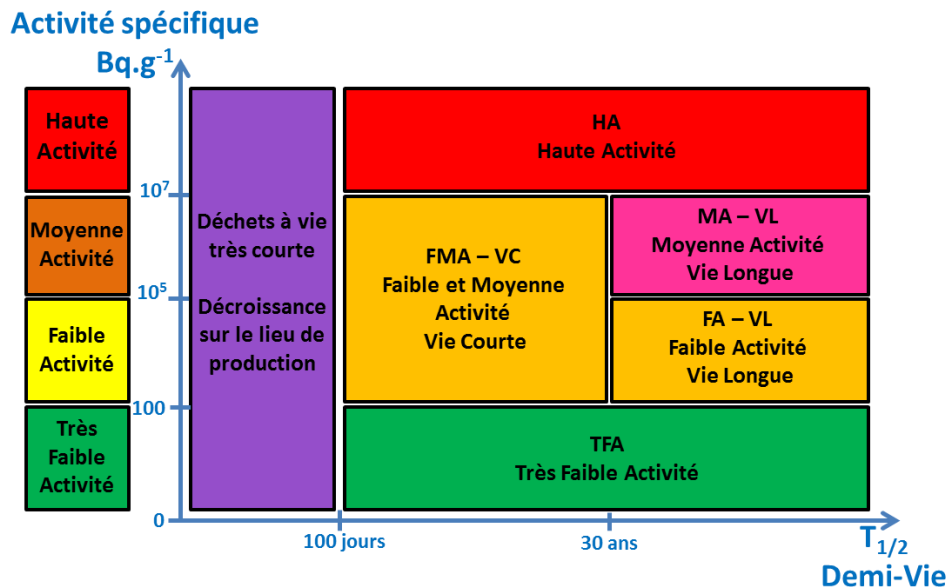 Activité spécifique
Bq.g⁻¹
Haute
Activité
HA
Haute Activité
10⁷
Moyenne
Activité
Déchets à vie
très courte
Décroissance
sur le lieu de
production
FMA – VC
Faible et Moyenne
Activité
Vie Courte
MA – VL
Moyenne Activité
Vie Longue
10⁵
Faible
Activité
FA – VL
Faible Activité
Vie Longue
100
Très
Faible
Activité
TFA
Très Faible Activité
0
100 jours
30 ans
T₁/₂
Demi-Vie